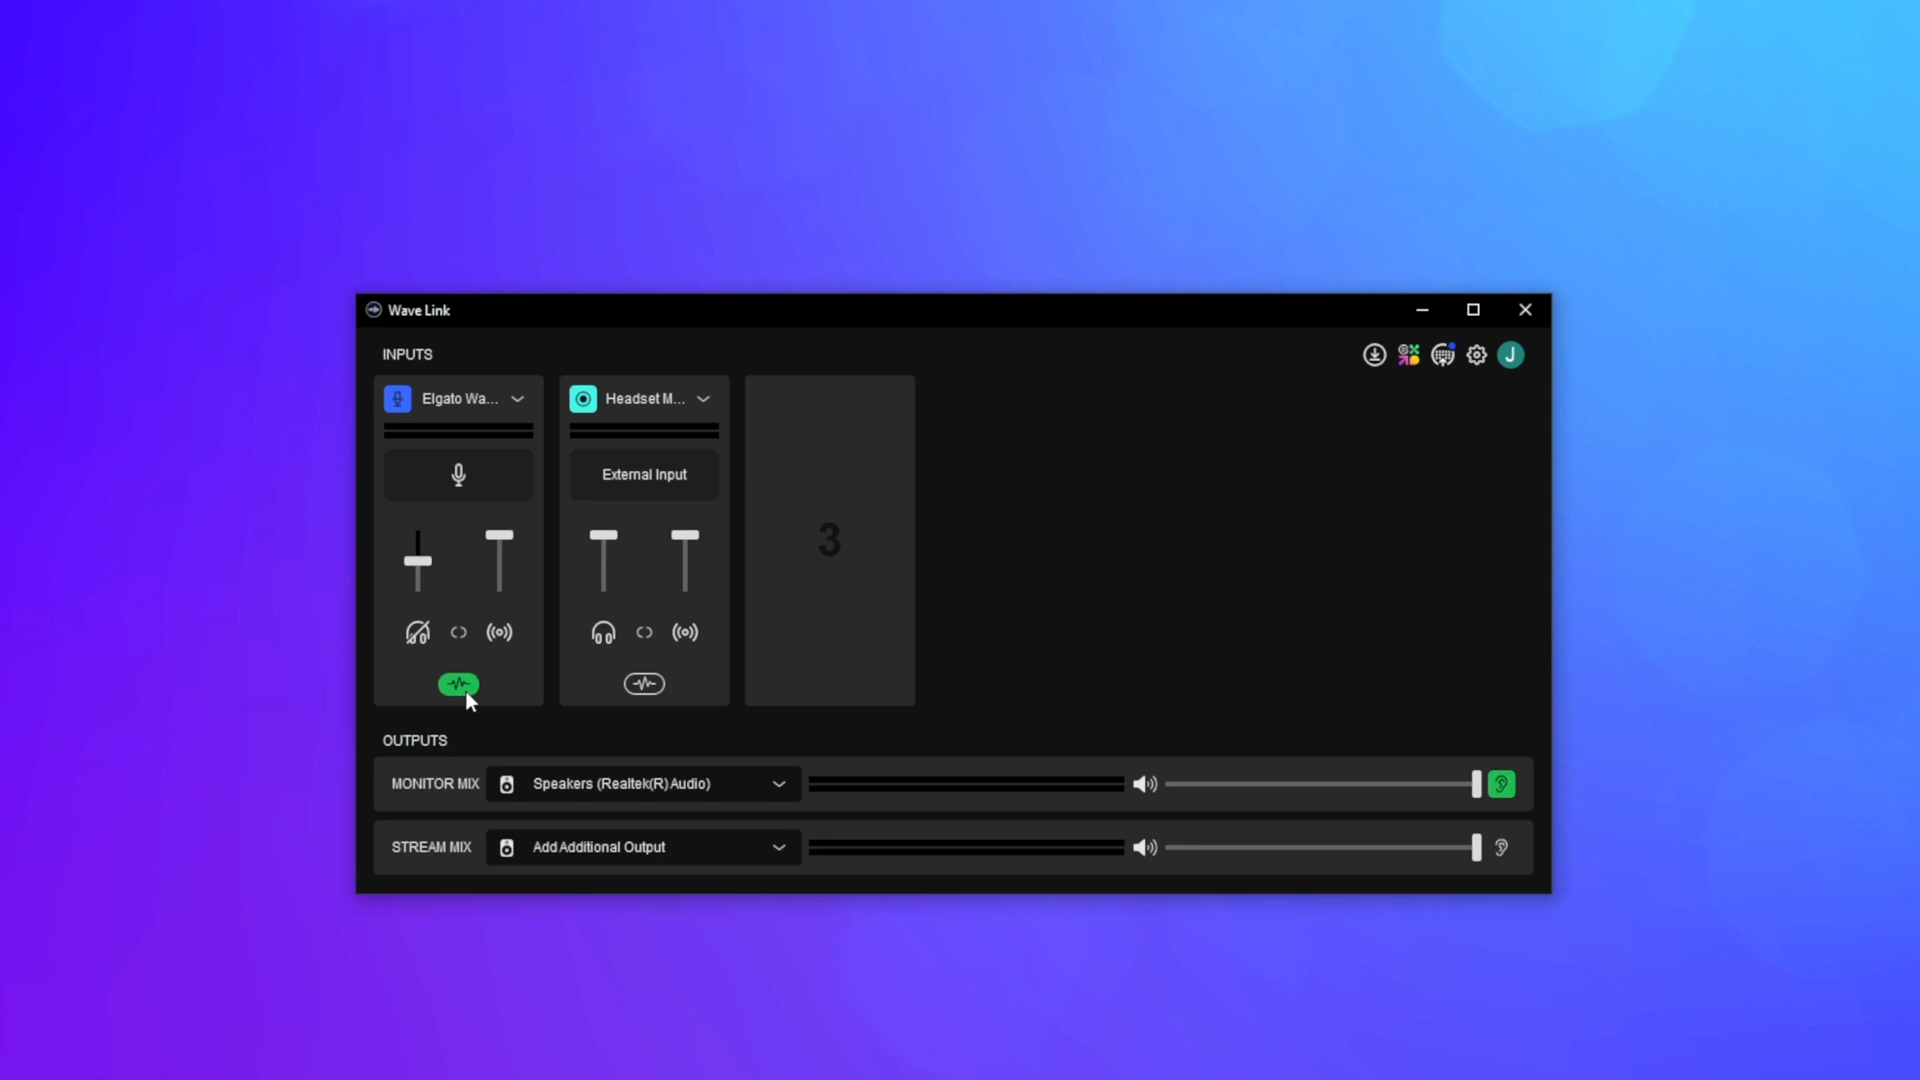 Wave Link
INPUTS
J
Elgato Wa...
Headset M...
External Input
3
OUTPUTS
MONITOR MIX
Speakers (Realtek(R) Audio)
STREAM MIX
Add Additional Output